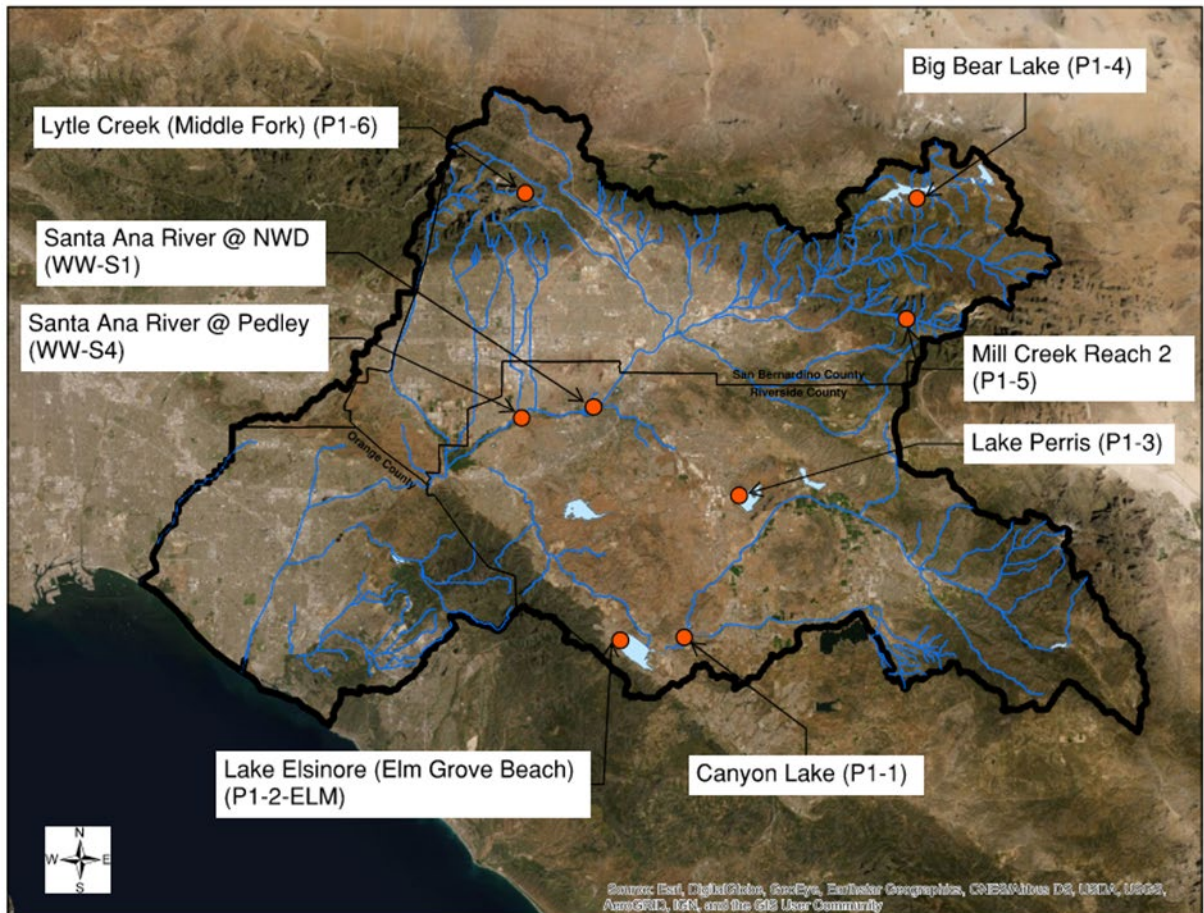 Big Bear Lake (P1-4)
Lytle Creek (Middle Fork) (P1-6)
Santa Ana River @ NWD
(WW-S1)
Santa Ana River @ Pedley
(WW-S4)
San Bernardino County
Riverside County
Mill Creek Reach 2
(P1-5)
Orange County
Lake Perris (P1-3)
Lake Elsinore (Elm Grove Beach)
(P1-2-ELM)
Canyon Lake (P1-1)
N
W E
S
Source: Esri, DigitalGlobe, GeoEye, Earthstar Geographics, CNES/Airbus DS, USDA, USGS,
AeroGRID, IGN, and the GIS User Community